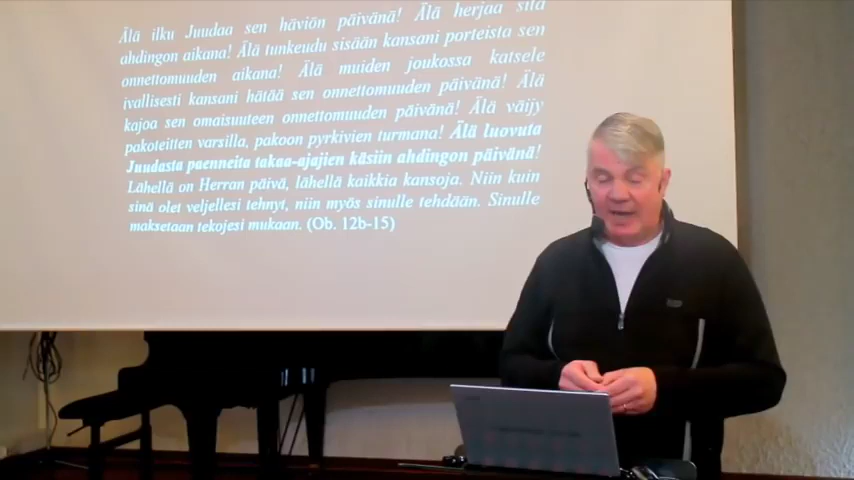 Älä ilku Juudaa sen häviön päivänä! Älä herjaa sitä
ahdingon aikana! Älä tunkeudu sisään kansani porteista sen
onnettomuuden aikana! Älä muiden joukossa katsele
ivallisesti kansani hätää sen onnettomuuden päivänä! Älä
kajoa sen omaisuuteen onnettomuuden päivänä! Älä väijy
pakoteitten varsilla, pakoon pyrkivien turmana! Älä luovuta
Juudasta paenneita takaa-ajajien käsiin ahdingon päivänä!
Lähellä on Herran päivä, lähellä kaikkia kansoja. Niin kuin
sinä olet veljellesi tehnyt, niin myös sinulle tehdään. Sinulle
maksetaan tekojesi mukaan. (Ob. 12b-15)